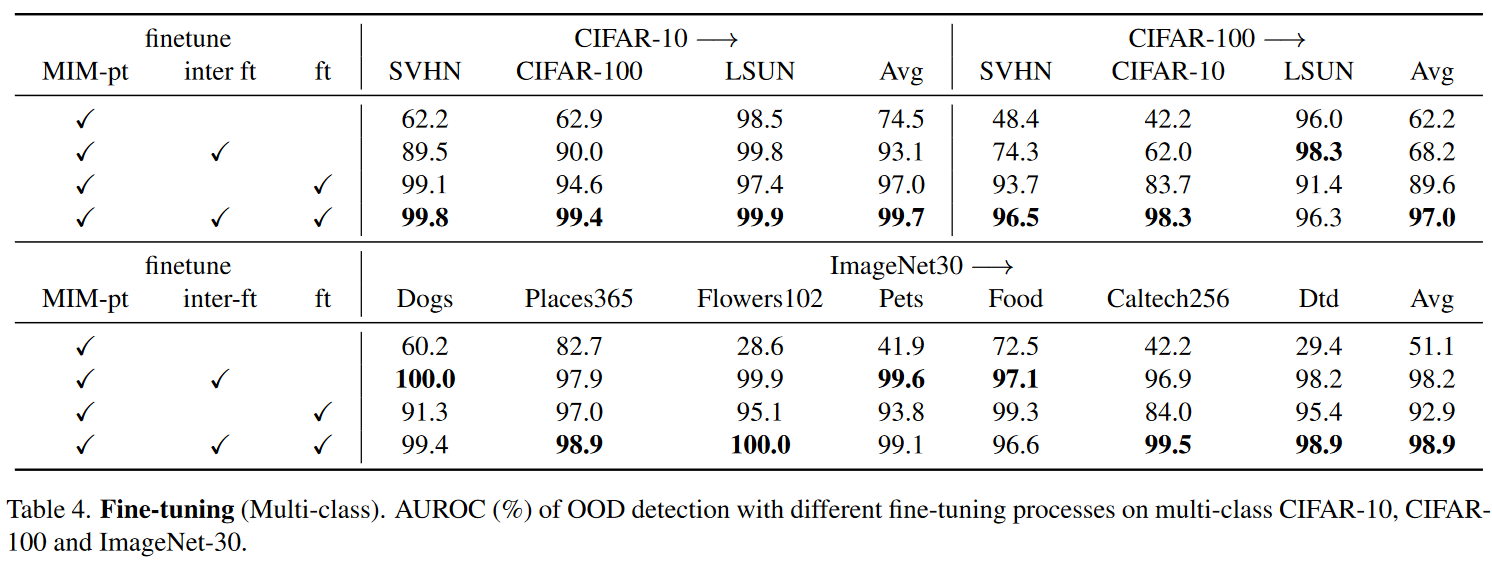 finetune CIFAR-10 ⟶ CIFAR-100 ⟶
MIM-pt inter ft ft SVHN CIFAR-100 LSUN Avg SVHN CIFAR-10 LSUN Avg
✓ 62.2 62.9 98.5 74.5 48.4 42.2 96.0 62.2
✓ ✓ 89.5 90.0 99.8 93.1 74.3 62.0 98.3 68.2
✓ ✓ 99.1 94.6 97.4 97.0 93.7 83.7 91.4 89.6
✓ ✓ ✓ 99.8 99.4 99.9 99.7 96.5 98.3 96.3 97.0
finetune ImageNet30 ⟶
MIM-pt inter-ft ft Dogs Places365 Flowers102 Pets Food Caltech256 Dtd Avg
✓ 60.2 82.7 28.6 41.9 72.5 42.2 29.4 51.1
✓ ✓ 100.0 97.9 99.9 99.6 97.1 96.9 98.2 98.2
✓ ✓ 91.3 97.0 95.1 93.8 99.3 84.0 95.4 92.9
✓ ✓ ✓ 99.4 98.9 100.0 99.1 96.6 99.5 98.9 98.9
Table 4. Fine-tuning (Multi-class). AUROC (%) of OOD detection with different fine-tuning processes on multi-class CIFAR-10, CIFAR-
100 and ImageNet-30.